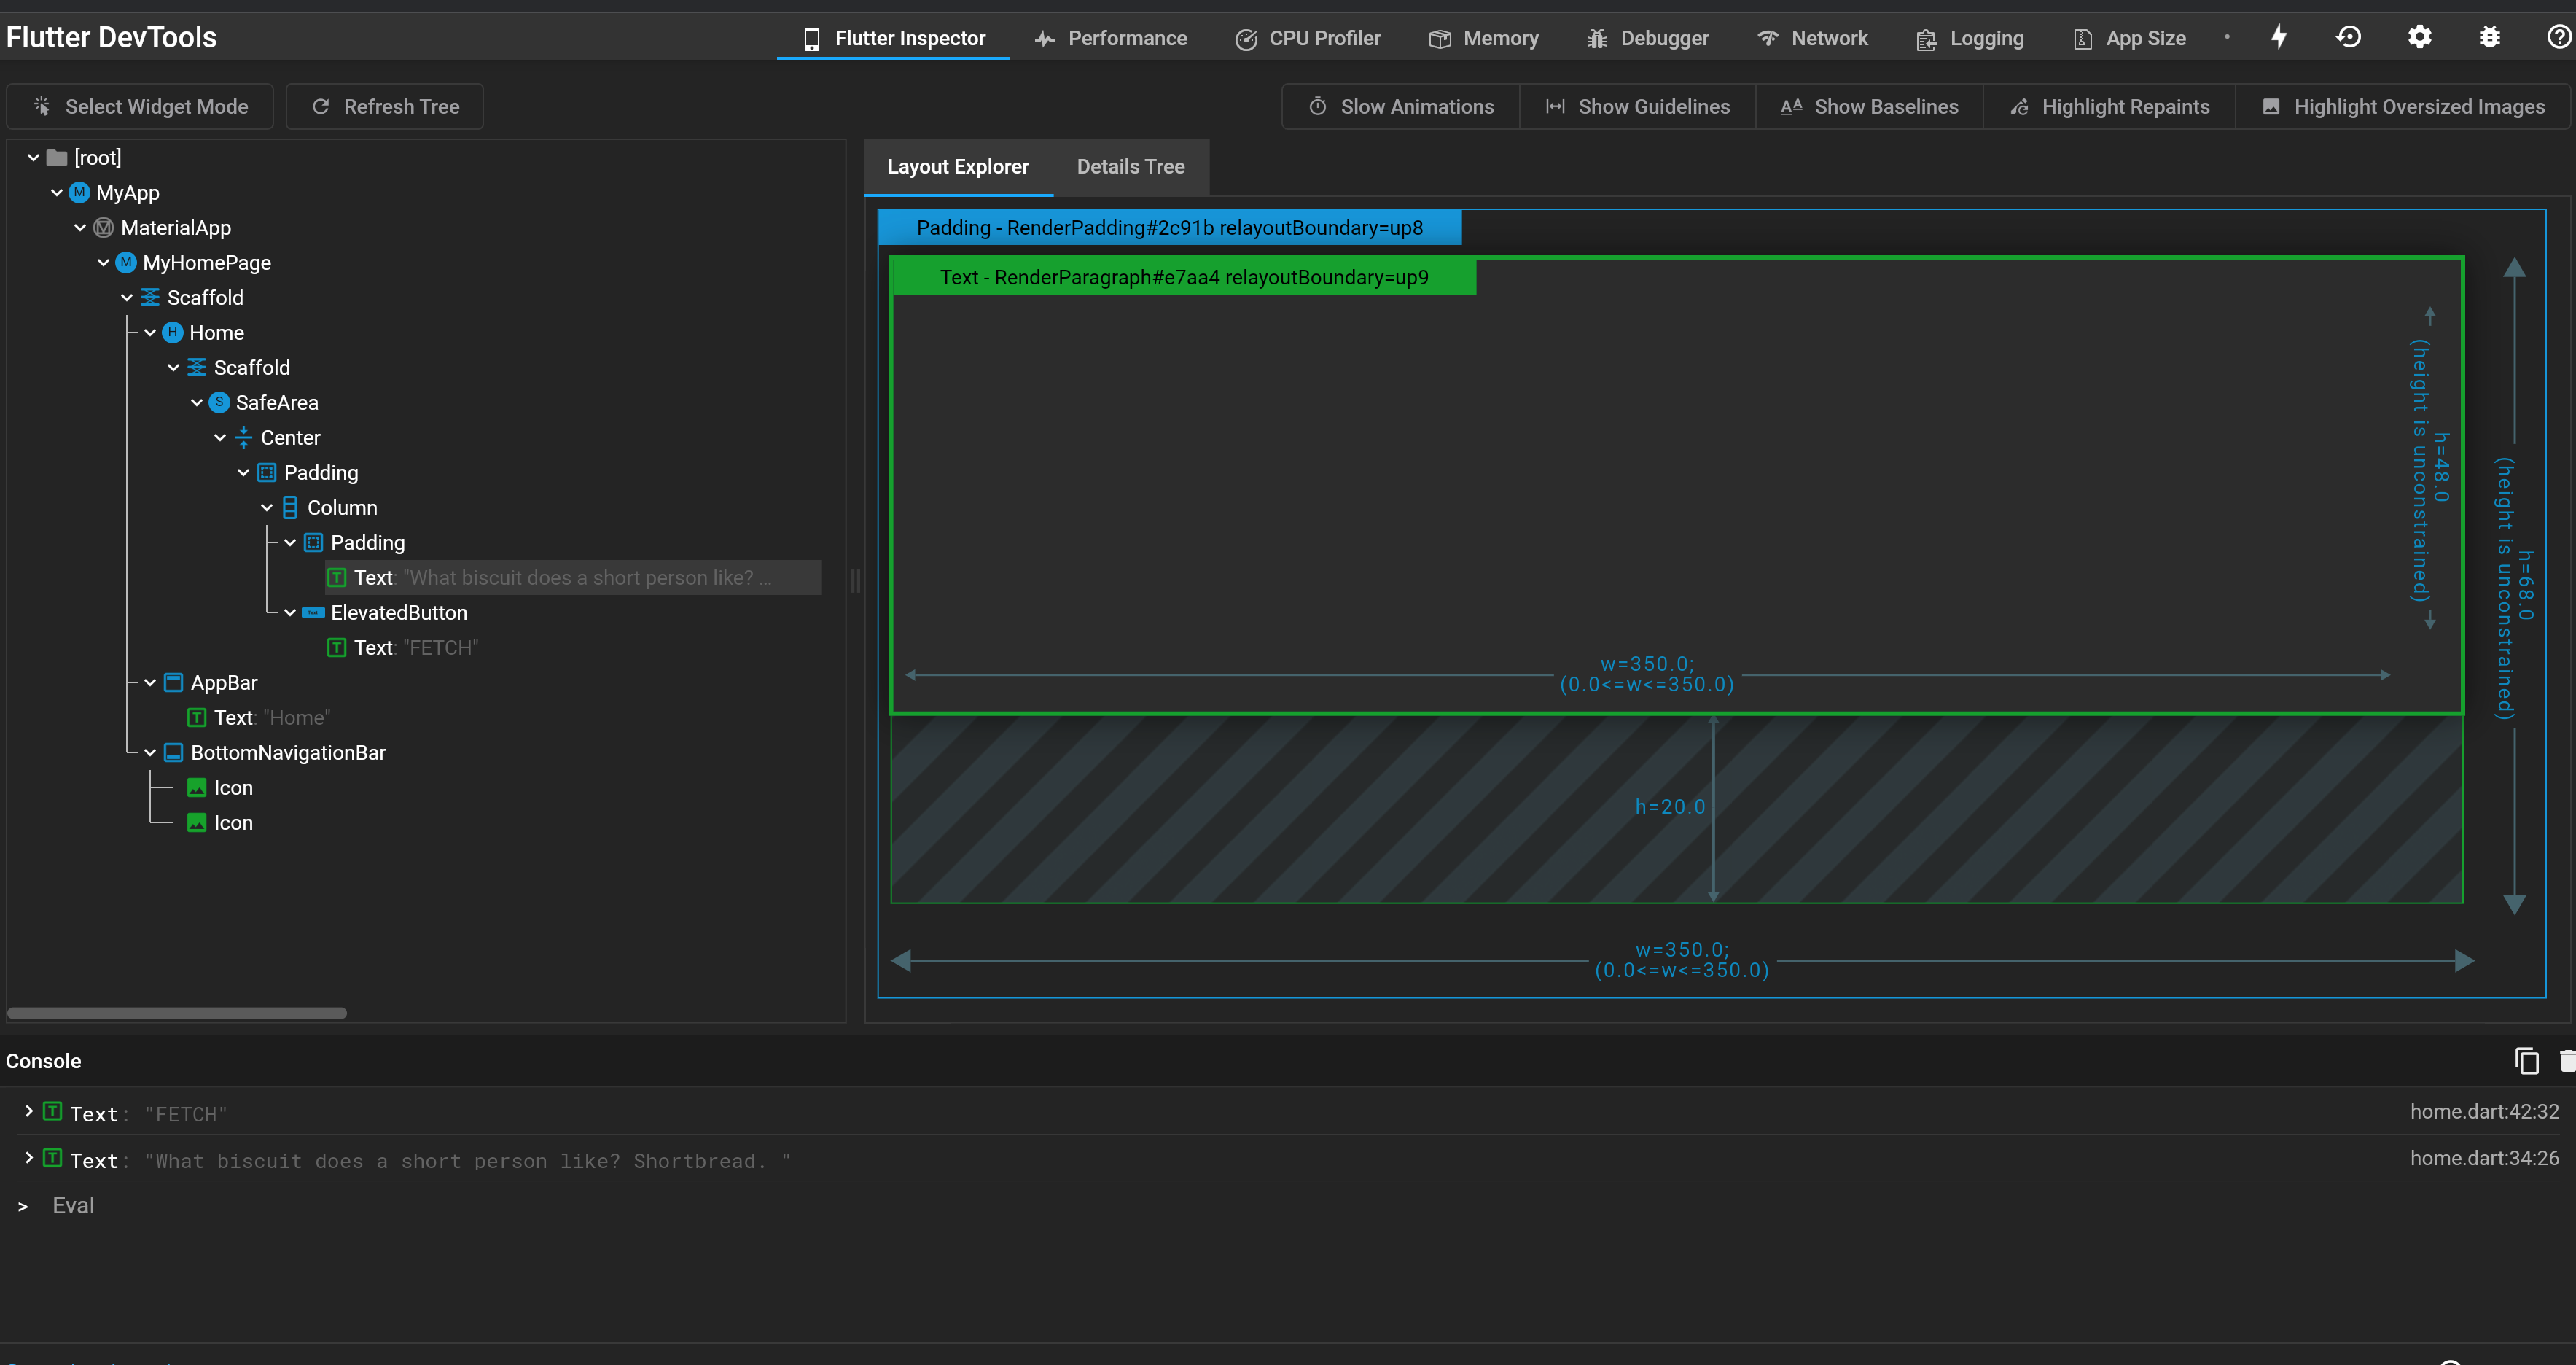 Flutter DevTools
Flutter Inspector
Performance
CPU Profiler
Memory
Debugger
Network
Logging
App Size
Select Widget Mode
Refresh Tree
Slow Animations
Show Guidelines
Show Baselines
Highlight Repaints
Highlight Oversized Images
[root]
MyApp
MaterialApp
MyHomePage
Scaffold
Home
Scaffold
SafeArea
Center
Padding
Column
Padding
Text: "What biscuit does a short person like? ...
ElevatedButton
Text: "FETCH"
AppBar
Text: "Home"
BottomNavigationBar
Icon
Icon
Layout Explorer
Details Tree
Padding - RenderPadding#2c91b relayoutBoundary=up8
Text - RenderParagraph#e7aa4 relayoutBoundary=up9
h=48.0
(height is unconstrained)
h=68.0
(height is unconstrained)
w=350.0;
(0.0<=w<=350.0)
h=20.0
w=350.0;
(0.0<=w<=350.0)
Console
Text: "FETCH"
home.dart:42:32
Text: "What biscuit does a short person like? Shortbread. "
home.dart:34:26
> Eval